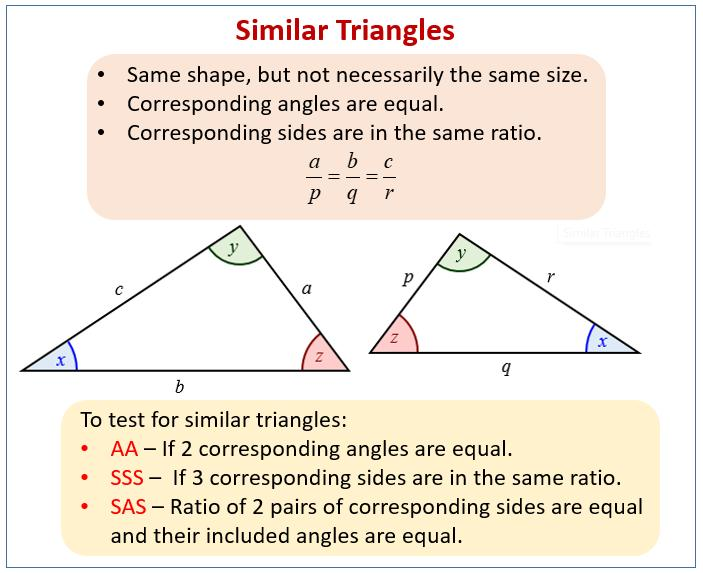 Similar Triangles
• Same shape, but not necessarily the same size.
• Corresponding angles are equal.
• Corresponding sides are in the same ratio.
a/p = b/q = c/r
Similar Triangles
y
c
a
x
z
b
y
p
r
z
x
q
To test for similar triangles:
• AA – If 2 corresponding angles are equal.
• SSS – If 3 corresponding sides are in the same ratio.
• SAS – Ratio of 2 pairs of corresponding sides are equal
and their included angles are equal.